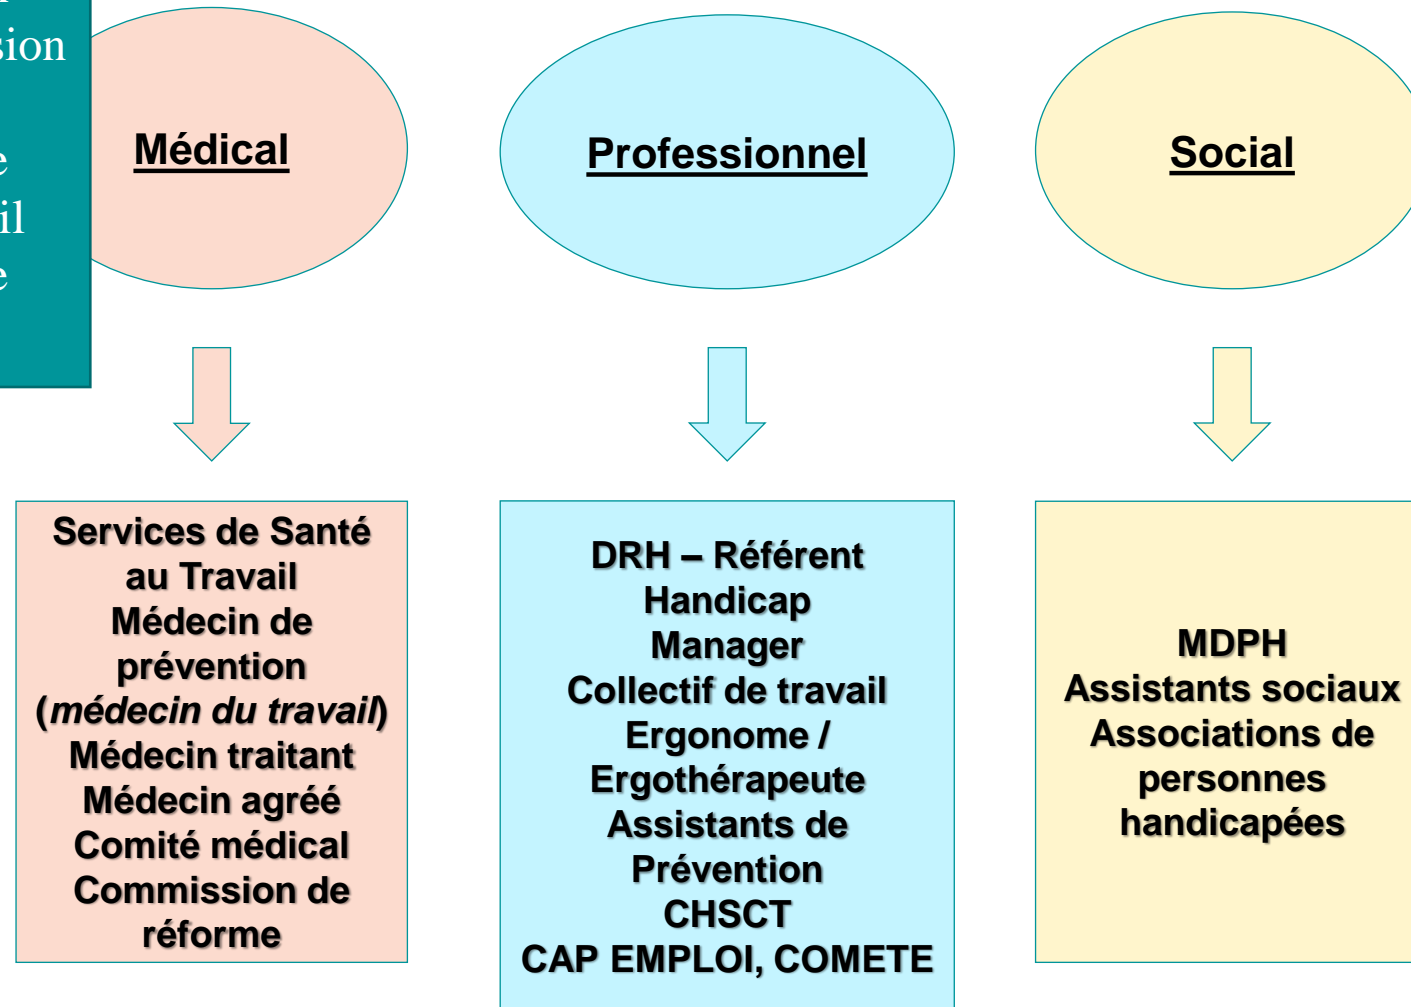 Médical
Professionnel
Social
Services de Santé
au Travail
Médecin de
prévention
(médecin du travail)
Médecin traitant
Médecin agréé
Comité médical
Commission de
réforme
DRH – Référent
Handicap
Manager
Collectif de travail
Ergonome /
Ergothérapeute
Assistants de
Prévention
CHSCT
CAP EMPLOI, COMETE
MDPH
Assistants sociaux
Associations de
personnes
handicapées